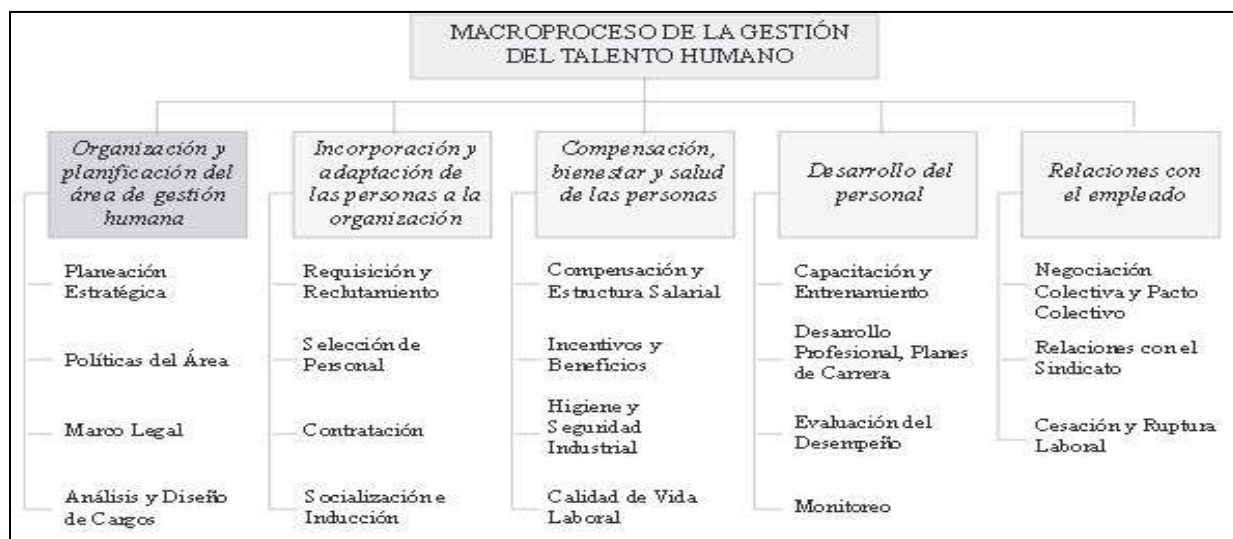 MACROPROCESO DE LA GESTIÓN
DEL TALENTO HUMANO
Organización y
planificación del
área de gestión
humana
Planeación
Estratégica
Políticas del Área
Marco Legal
Análisis y Diseño
de Cargos
Incorporación y
adaptación de
las personas a la
organización
Requisición y
Reclutamiento
Selección de
Personal
Contratación
Socialización e
Inducción
Compensación,
bienestar y salud
de las personas
Compensación y
Estructura Salarial
Incentivos y
Beneficios
Higiene y
Seguridad
Industrial
Calidad de Vida
Laboral
Desarrollo del
personal
Capacitación y
Entrenamiento
Desarrollo
Profesional, Planes
de Carrera
Evaluación del
Desempeño
Monitoreo
Relaciones con
el empleado
Negociación
Colectiva y Pacto
Colectivo
Relaciones con el
Sindicato
Cesación y Ruptura
Laboral